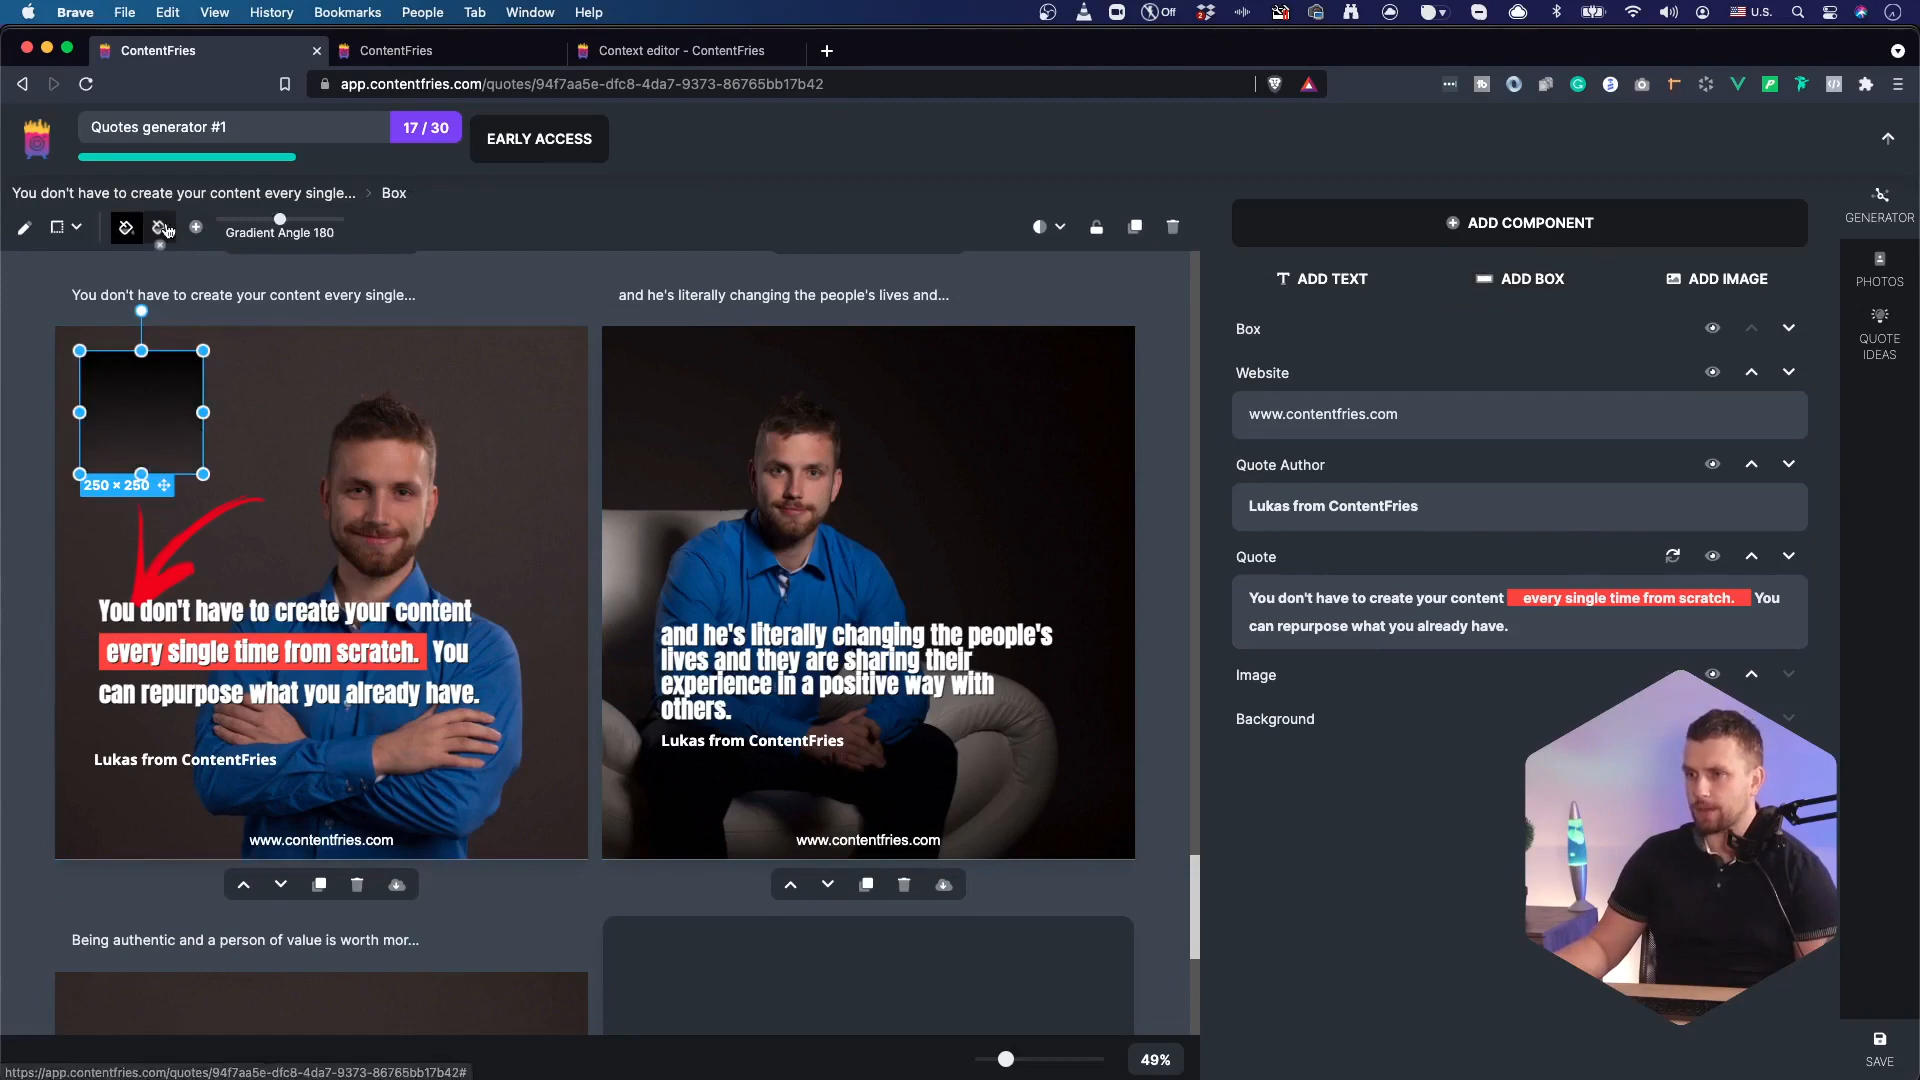 Brave File Edit View History Bookmarks People Tab Window Help
Off 2 U.S.
ContentFries
ContentFries
Context editor - ContentFries
app.contentfries.com/quotes/94f7aa5e-dfc8-4da7-9373-86765bb17b42
Quotes generator #1
17 / 30
EARLY ACCESS
You don't have to create your content every single... > Box
Gradient Angle 180
ADD COMPONENT
GENERATOR
PHOTOS
QUOTE
IDEAS
ADD TEXT
ADD BOX
ADD IMAGE
You don't have to create your content every single...
and he's literally changing the people's lives and...
250 × 250
You don't have to create your content
every single time from scratch. You
can repurpose what you already have.
Lukas from ContentFries
www.contentfries.com
and he's literally changing the people's
lives and they are sharing their
experience in a positive way with
others.
Lukas from ContentFries
www.contentfries.com
Box
Website
www.contentfries.com
Quote Author
Lukas from ContentFries
Quote
You don't have to create your content every single time from scratch. You
can repurpose what you already have.
Image
Background
Being authentic and a person of value is worth mor...
49%
SAVE
https://app.contentfries.com/quotes/94f7aa5e-dfc8-4da7-9373-86765bb17b42#